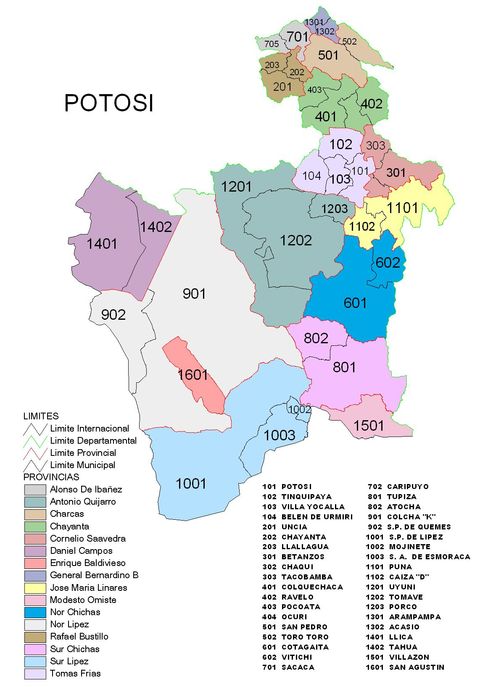 POTOSI
1301
1302
502
705
701
501
203
202
201
403
402
401
102
303
104
103
101
301
1201
1203
1101
1102
1402
1401
1202
602
901
601
902
802
801
1601
1002
1501
1003
1001
LIMITES
Limite Internacional
Limite Departamental
Limite Provincial
Limite Municipal
PROVINCIAS
Alonso De Ibañez
Antonio Quijarro
Charcas
Chayanta
Cornelio Saavedra
Daniel Campos
Enrique Baldivieso
General Bernardino B
Jose Maria Linares
Modesto Omiste
Nor Chichas
Nor Lipez
Rafael Bustillo
Sur Chichas
Sur Lipez
Tomas Frias
101 POTOSI
102 TINQUIPAYA
103 VILLA YOCALLA
104 BELEN DE URMIRI
201 UNCIA
202 CHAYANTA
203 LLALLAGUA
301 BETANZOS
302 CHAQUI
303 TACOBAMBA
401 COLQUECHACA
402 RAVELO
403 POCOATA
404 OCURI
501 SAN PEDRO
502 TORO TORO
601 COTAGAITA
602 VITICHI
701 SACACA
702 CARIPUYO
801 TUPIZA
802 ATOCHA
901 COLCHA "K"
902 S.P. DE QUEMES
1001 S.P. DE LIPEZ
1002 MOJINETE
1003 S. A. DE ESMORACA
1101 PUNA
1102 CAIZA "D"
1201 UYUNI
1202 TOMAVE
1203 PORCO
1301 ARAMPAMPA
1302 ACASIO
1401 LLICA
1402 TAHUA
1501 VILLAZON
1601 SAN AGUSTIN